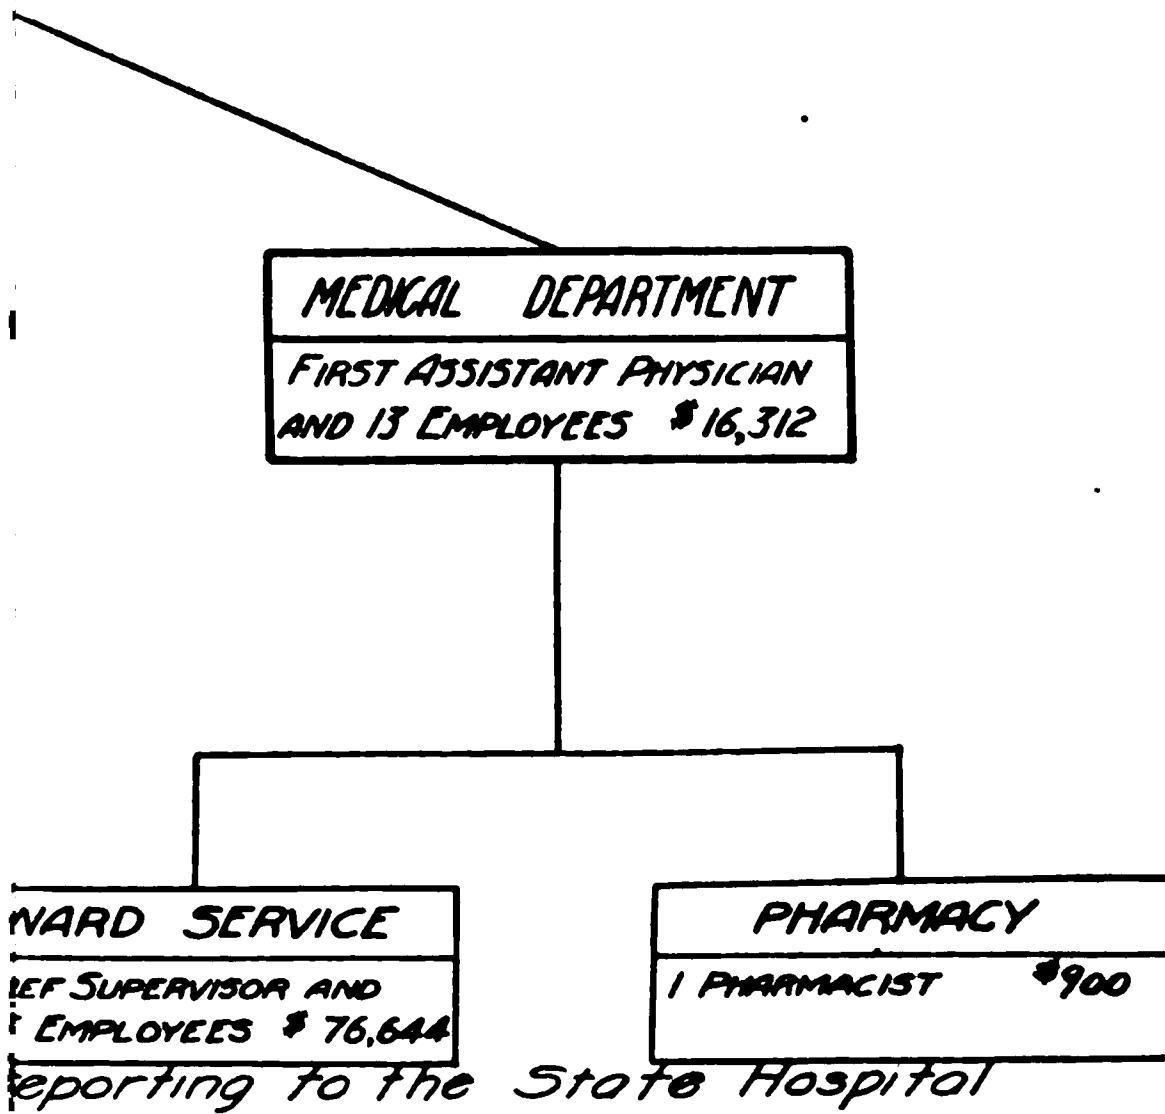 MEDICAL DEPARTMENT
FIRST ASSISTANT PHYSICIAN
AND 13 EMPLOYEES $16,312
WARD SERVICE
SUPERVISOR AND
EMPLOYEES $76,644
PHARMACY
1 PHARMACIST $900
to the State Hospital